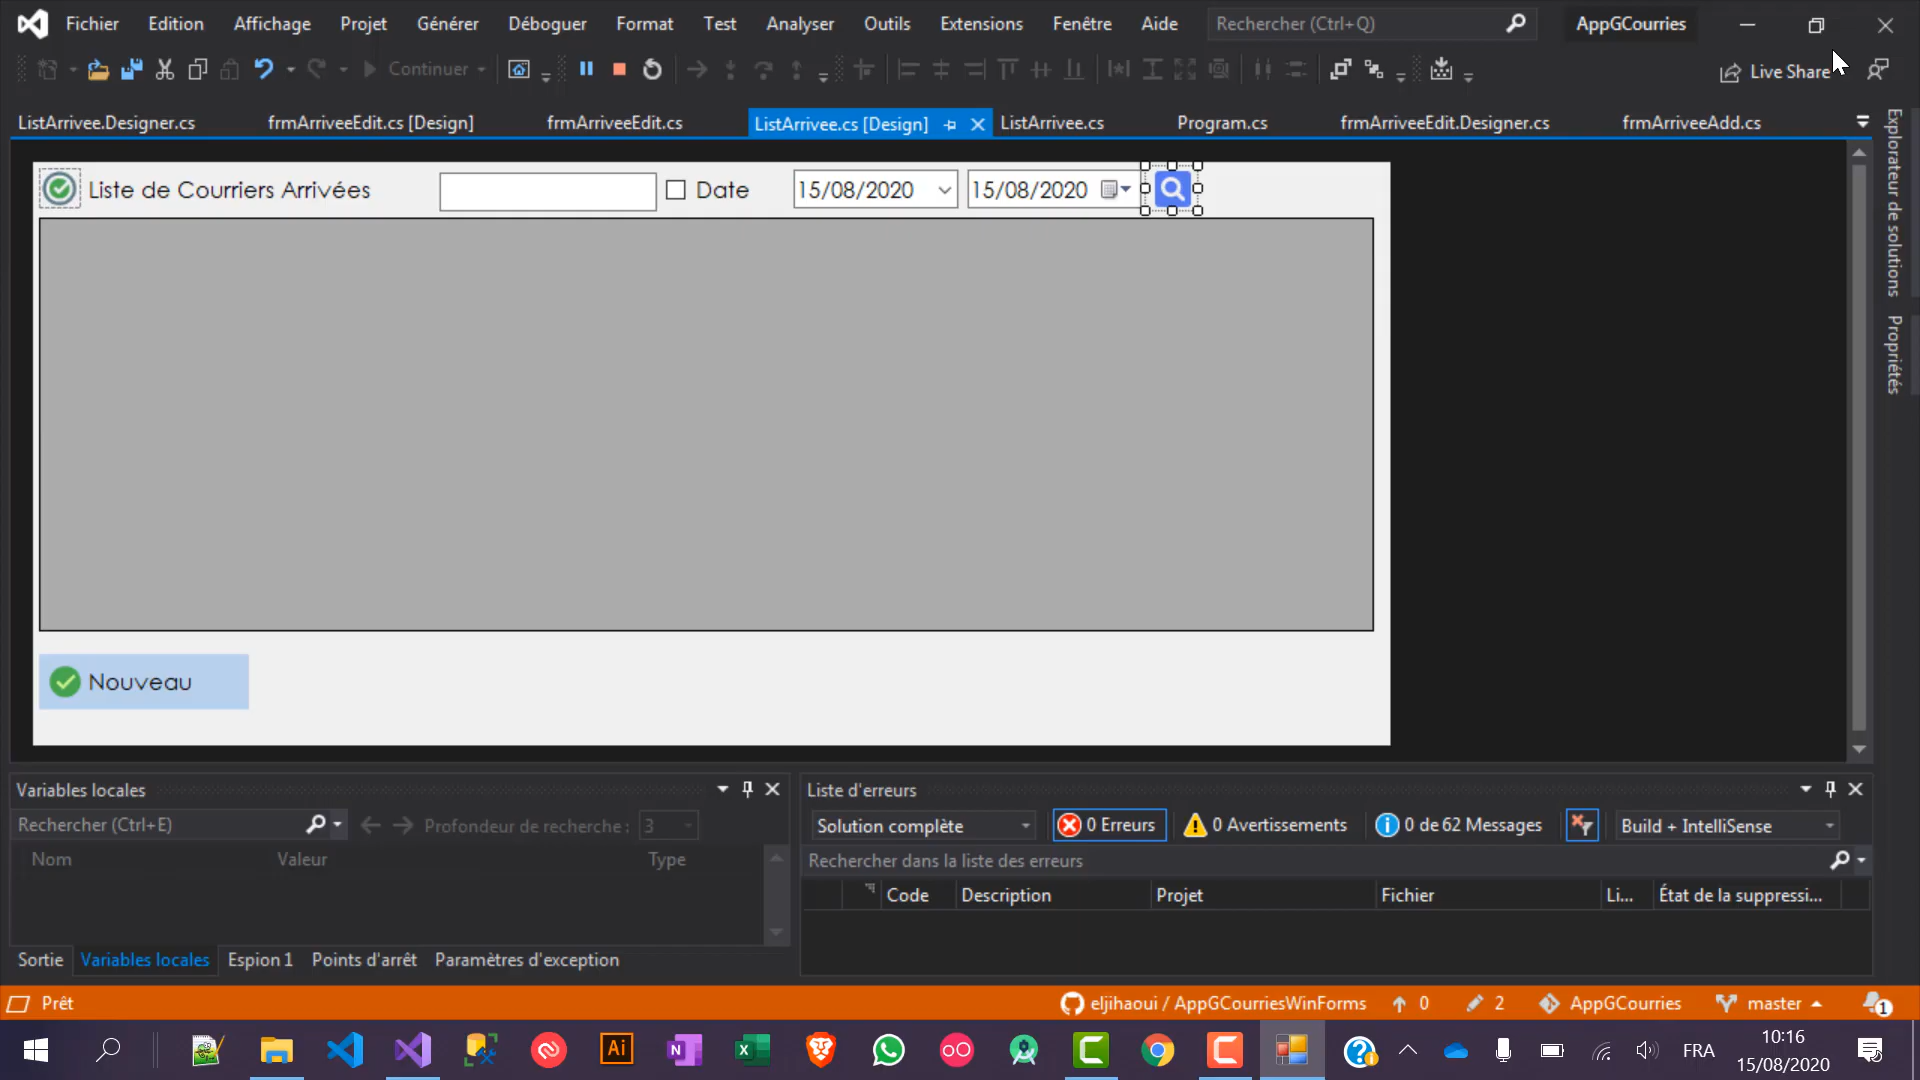 Fichier Edition Affichage Projet Générer Déboguer Format Test Analyser Outils Extensions Fenêtre Aide Rechercher (Ctrl+Q) AppGCourries
Continuer Live Share
ListArrivee.Designer.cs frmArriveeEdit.cs [Design] frmArriveeEdit.cs ListArrivee.cs [Design] ListArrivee.cs Program.cs frmArriveeEdit.Designer.cs frmArriveeAdd.cs
Explorateur de solutions
Propriétés
Liste de Courriers Arrivées Date 15/08/2020 15/08/2020
Nouveau
Variables locales
Rechercher (Ctrl+E) Profondeur de recherche : 3
Nom Valeur Type
Sortie Variables locales Espion 1 Points d'arrêt Paramètres d'exception
Liste d'erreurs
Solution complète 0 Erreurs 0 Avertissements 0 de 62 Messages Build + IntelliSense
Rechercher dans la liste des erreurs
Code Description Projet Fichier Li... État de la suppressi...
Prêt eljihaoui / AppGCourriesWinForms 0 2 AppGCourries master 1
Ai FRA 10:16
15/08/2020